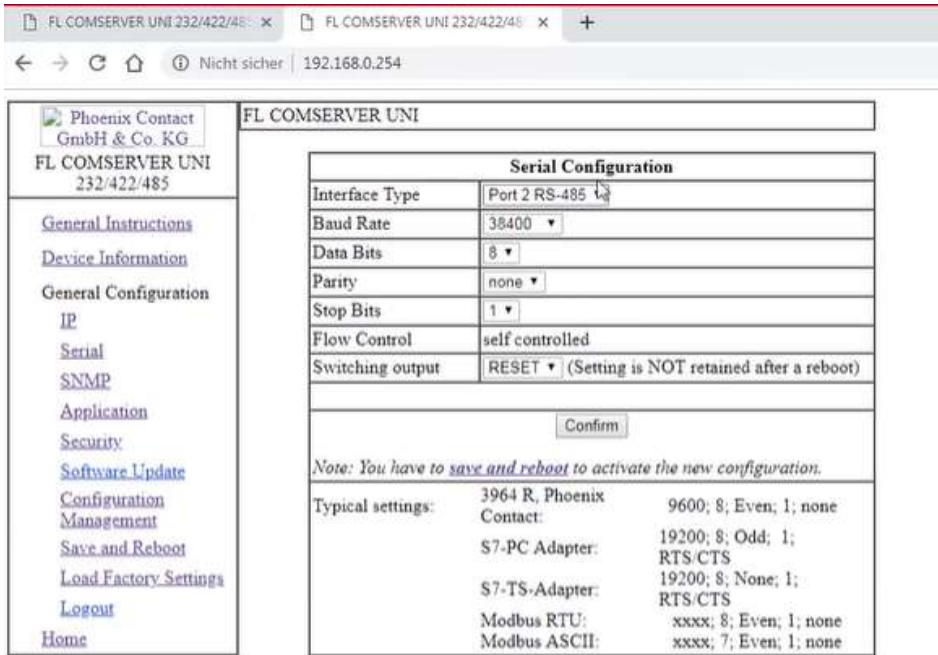 FL COMSERVER UNI 232/422/48
FL COMSERVER UNI 232/422/48
Nicht sicher | 192.168.0.254
Phoenix Contact
GmbH & Co. KG
FL COMSERVER UNI
232/422/485
General Instructions
Device Information
General Configuration
IP
Serial
SNMP
Application
Security
Software Update
Configuration
Management
Save and Reboot
Load Factory Settings
Logout
Home
FL COMSERVER UNI
Serial Configuration
Interface Type Port 2 RS-485
Baud Rate 38400
Data Bits 8
Parity none
Stop Bits 1
Flow Control self controlled
Switching output RESET (Setting is NOT retained after a reboot)
Confirm
Note: You have to save and reboot to activate the new configuration.
Typical settings: 3964 R, Phoenix Contact: 9600; 8; Even; 1; none
S7-PC Adapter: 19200; 8; Odd; 1; RTS/CTS
S7-TS-Adapter: 19200; 8; None; 1; RTS/CTS
Modbus RTU: xxxx; 8; Even; 1; none
Modbus ASCII: xxxx; 7; Even; 1; none